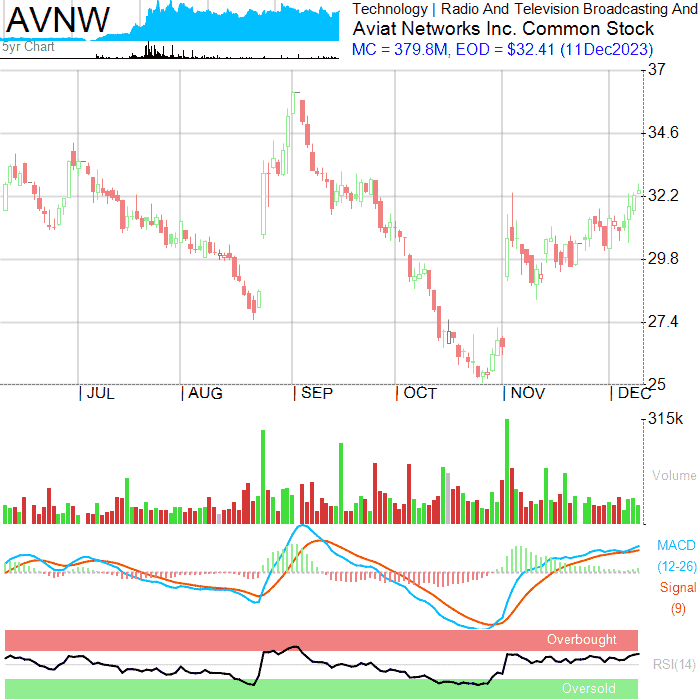 AVNW
5yr Chart
Technology | Radio And Television Broadcasting And
Aviat Networks Inc. Common Stock
MC = 379.8M, EOD = $32.41 (11Dec2023)
37
34.6
32.2
29.8
27.4
25
JUL AUG SEP OCT NOV DEC
315k
Volume
MACD
(12-26)
Signal
(9)
Overbought
RSI(14)
Oversold